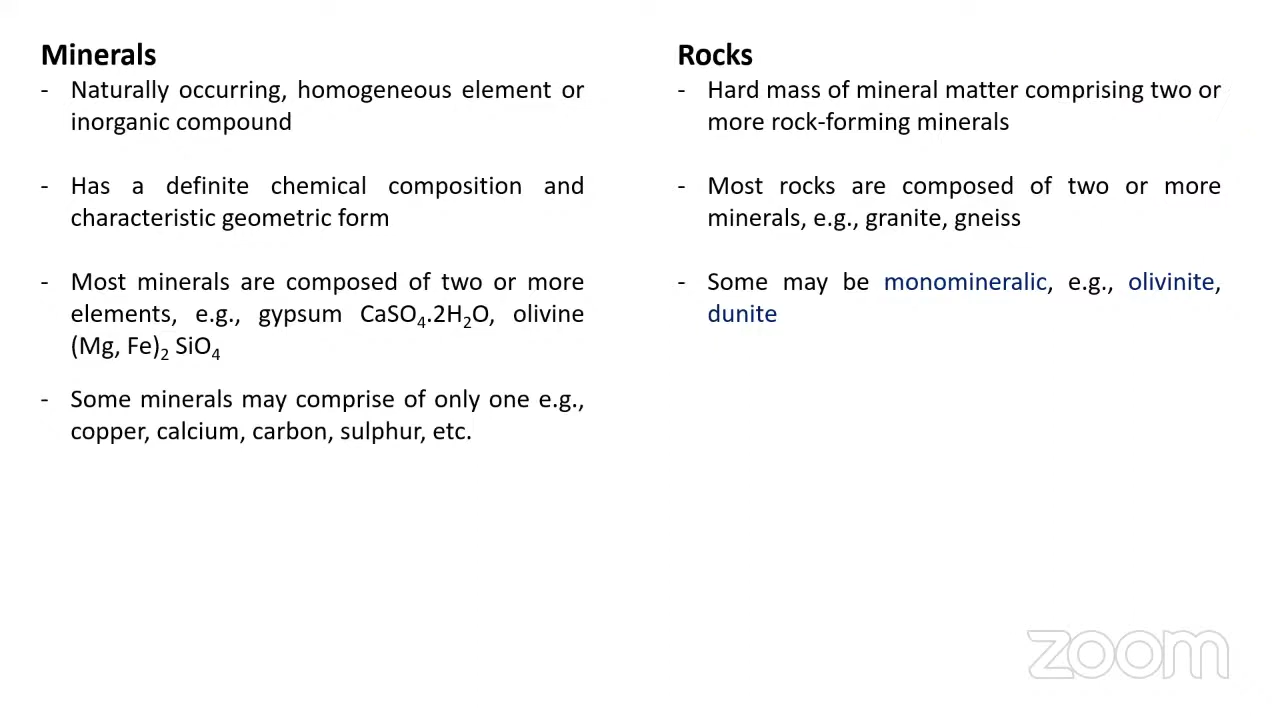 Minerals
- Naturally occurring, homogeneous element or
inorganic compound
- Has a definite chemical composition and
characteristic geometric form
- Most minerals are composed of two or more
elements, e.g., gypsum CaSO₄.2H₂O, olivine
(Mg, Fe)₂ SiO₄
- Some minerals may comprise of only one e.g.,
copper, calcium, carbon, sulphur, etc.
Rocks
- Hard mass of mineral matter comprising two or
more rock-forming minerals
- Most rocks are composed of two or more
minerals, e.g., granite, gneiss
- Some may be monomineralic, e.g., olivinite,
dunite
zoom